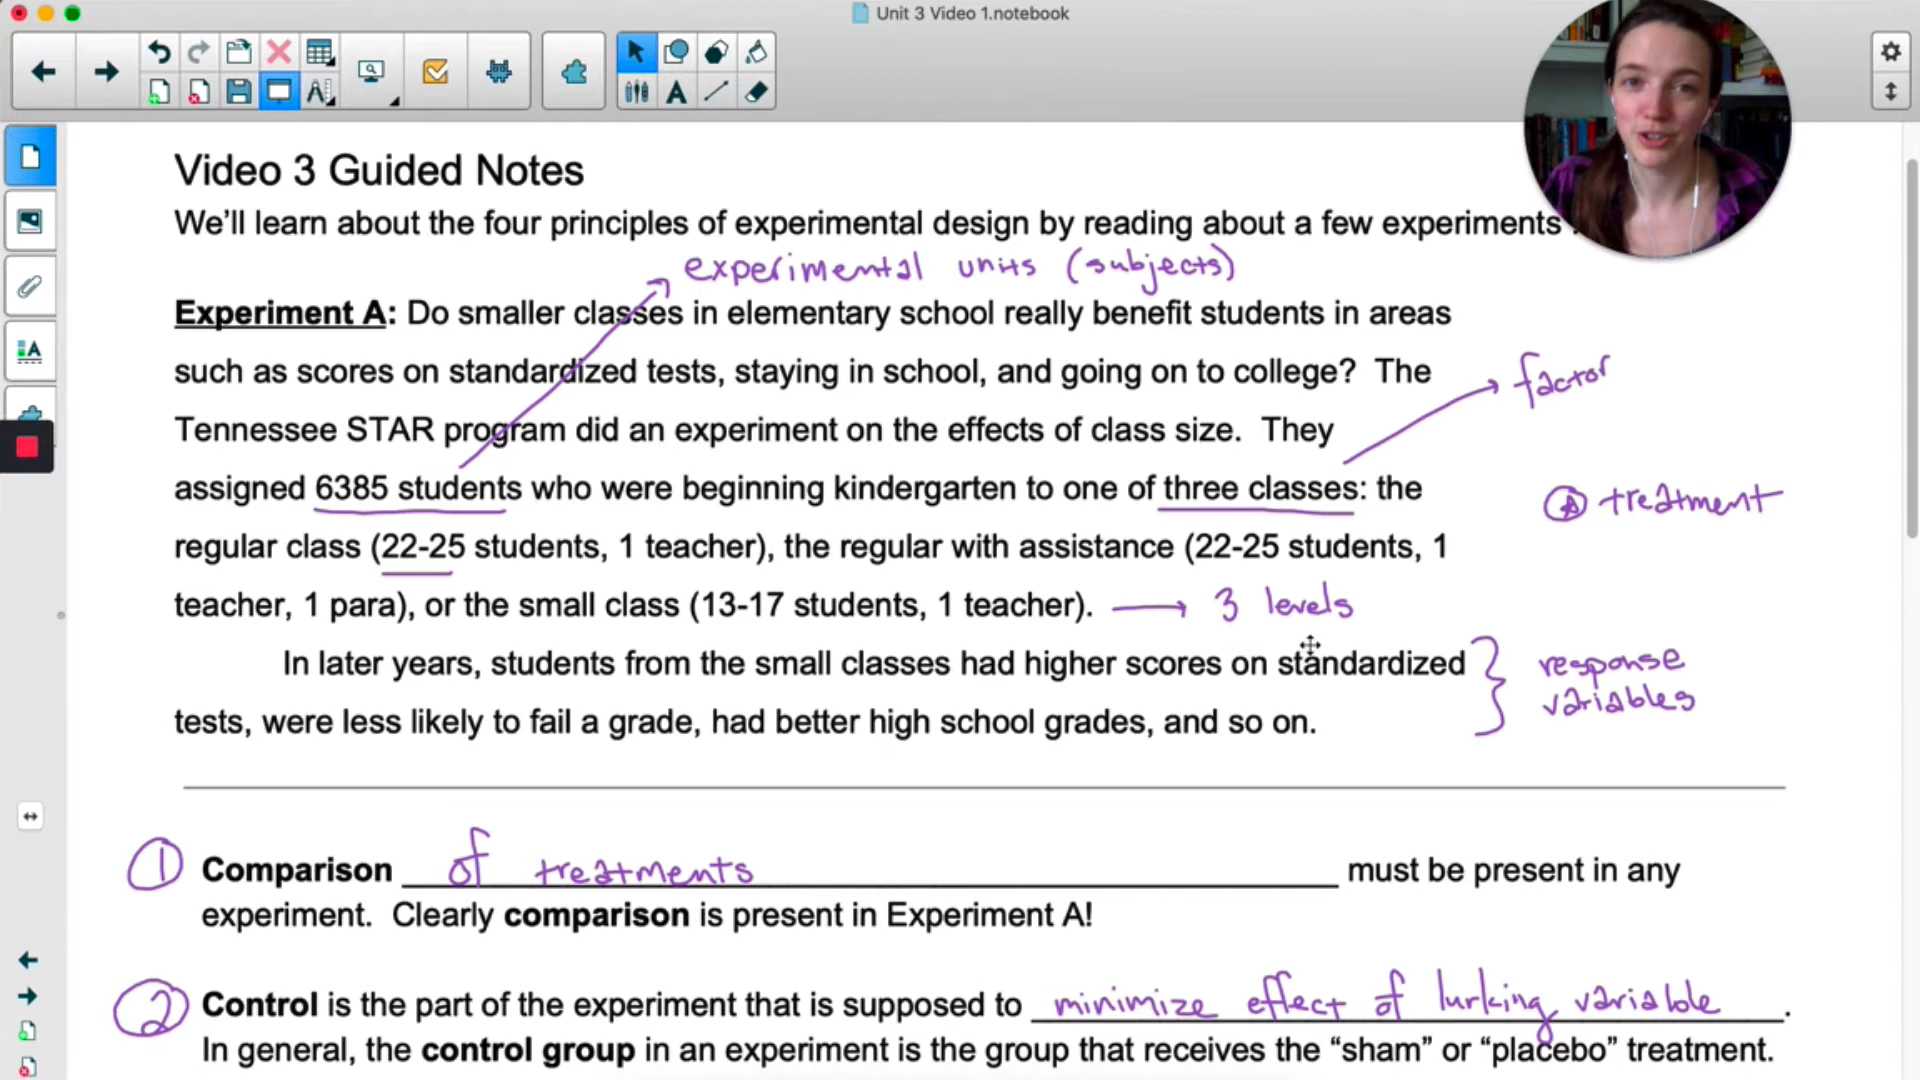 Unit 3 Video 1.notebook
Video 3 Guided Notes
We'll learn about the four principles of experimental design by reading about a few experiments
experimental units (subjects)
Experiment A: Do smaller classes in elementary school really benefit students in areas
such as scores on standardized tests, staying in school, and going on to college? The
factor
Tennessee STAR program did an experiment on the effects of class size. They
assigned 6385 students who were beginning kindergarten to one of three classes: the
treatment
regular class (22-25 students, 1 teacher), the regular with assistance (22-25 students, 1
teacher, 1 para), or the small class (13-17 students, 1 teacher). 3 levels
In later years, students from the small classes had higher scores on standardized
tests, were less likely to fail a grade, had better high school grades, and so on.
response
variables
1 Comparison of treatments must be present in any
experiment. Clearly comparison is present in Experiment A!
2 Control is the part of the experiment that is supposed to minimize effect of lurking variable.
In general, the control group in an experiment is the group that receives the “sham” or “placebo” treatment.